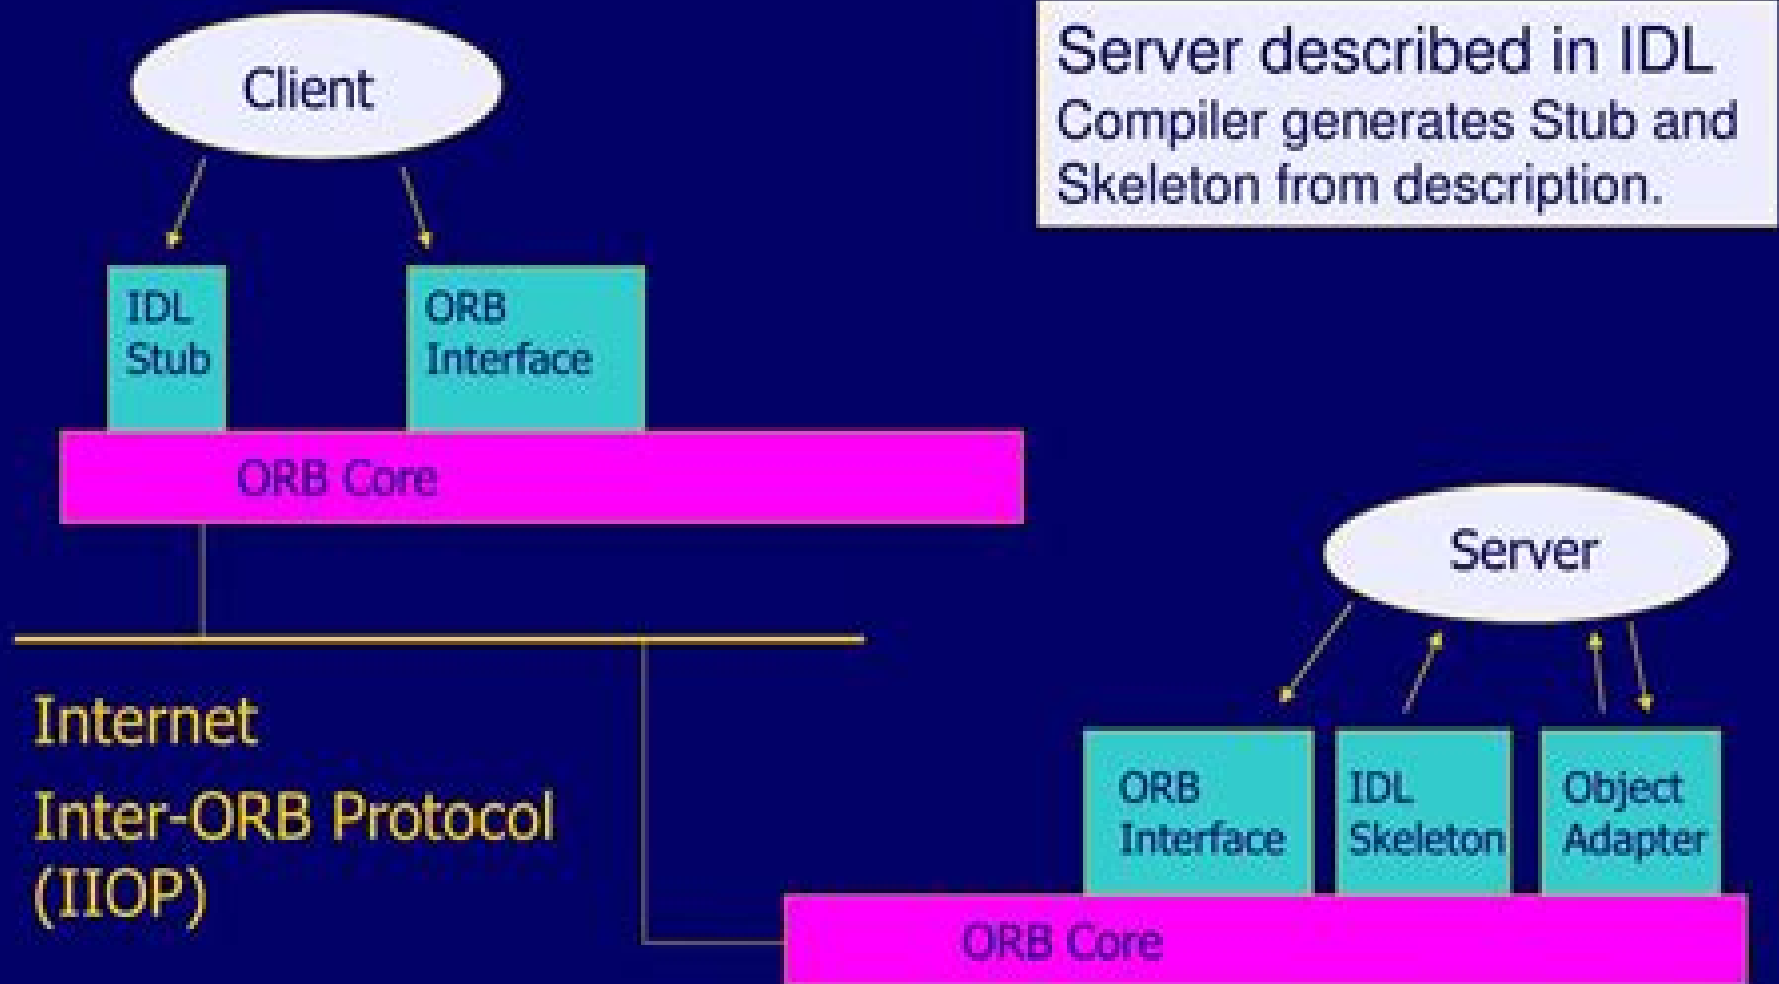 Client
Server described in IDL
Compiler generates Stub and
Skeleton from description.
IDL
Stub
ORB
Interface
ORB Core
Server
Internet
Inter-ORB Protocol
(IIOP)
ORB
Interface
IDL
Skeleton
Object
Adapter
ORB Core